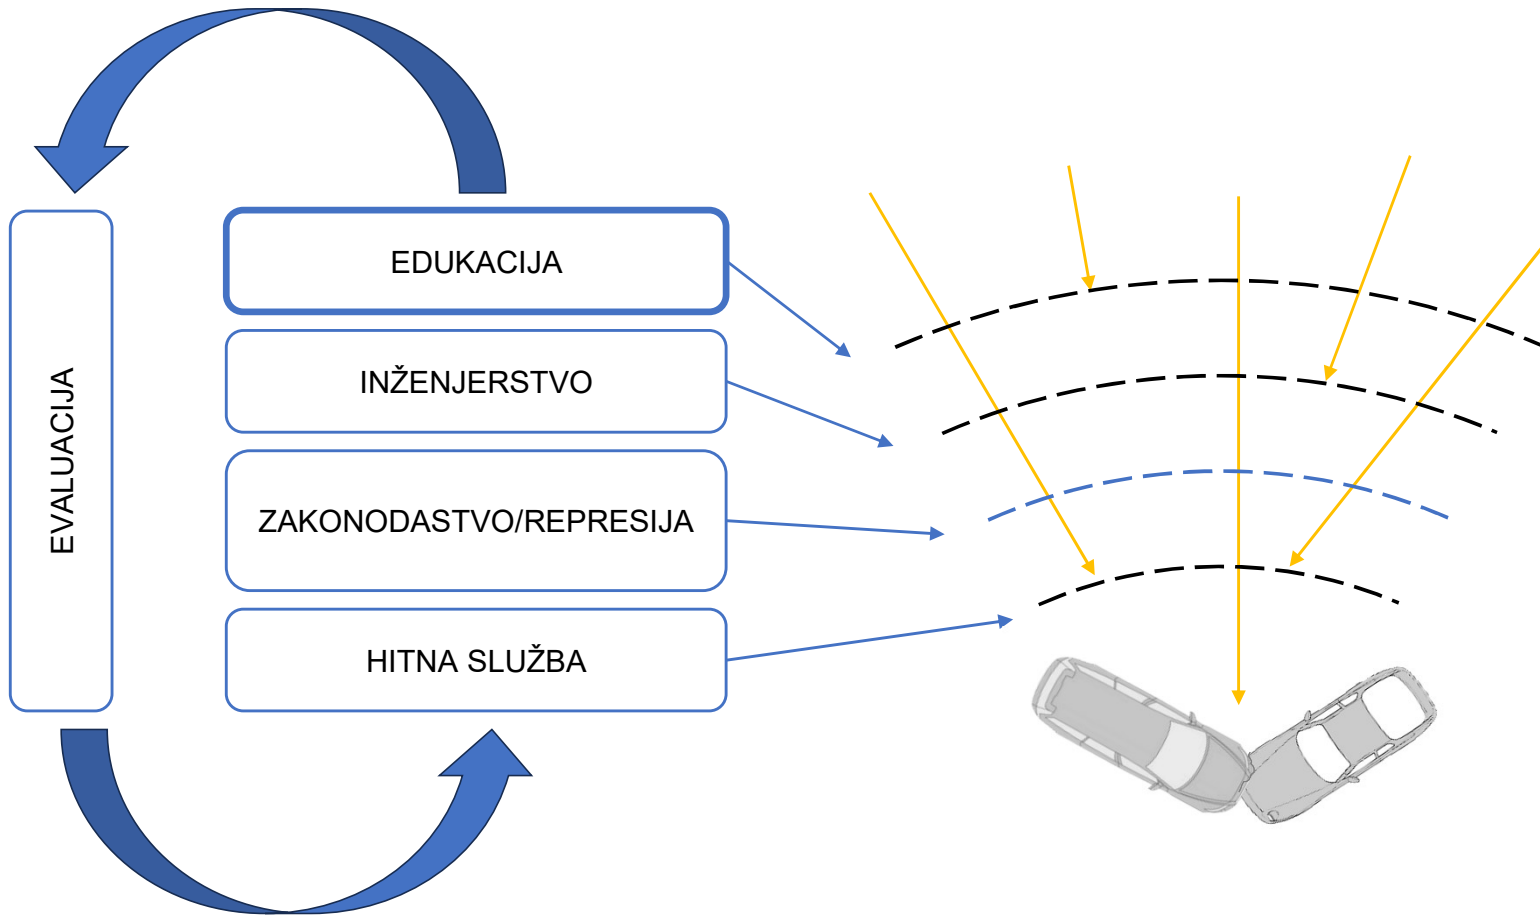 EVALUACIJA
EDUKACIJA
INŽENJERSTVO
ZAKONODASTVO/REPRESIJA
HITNA SLUŽBA